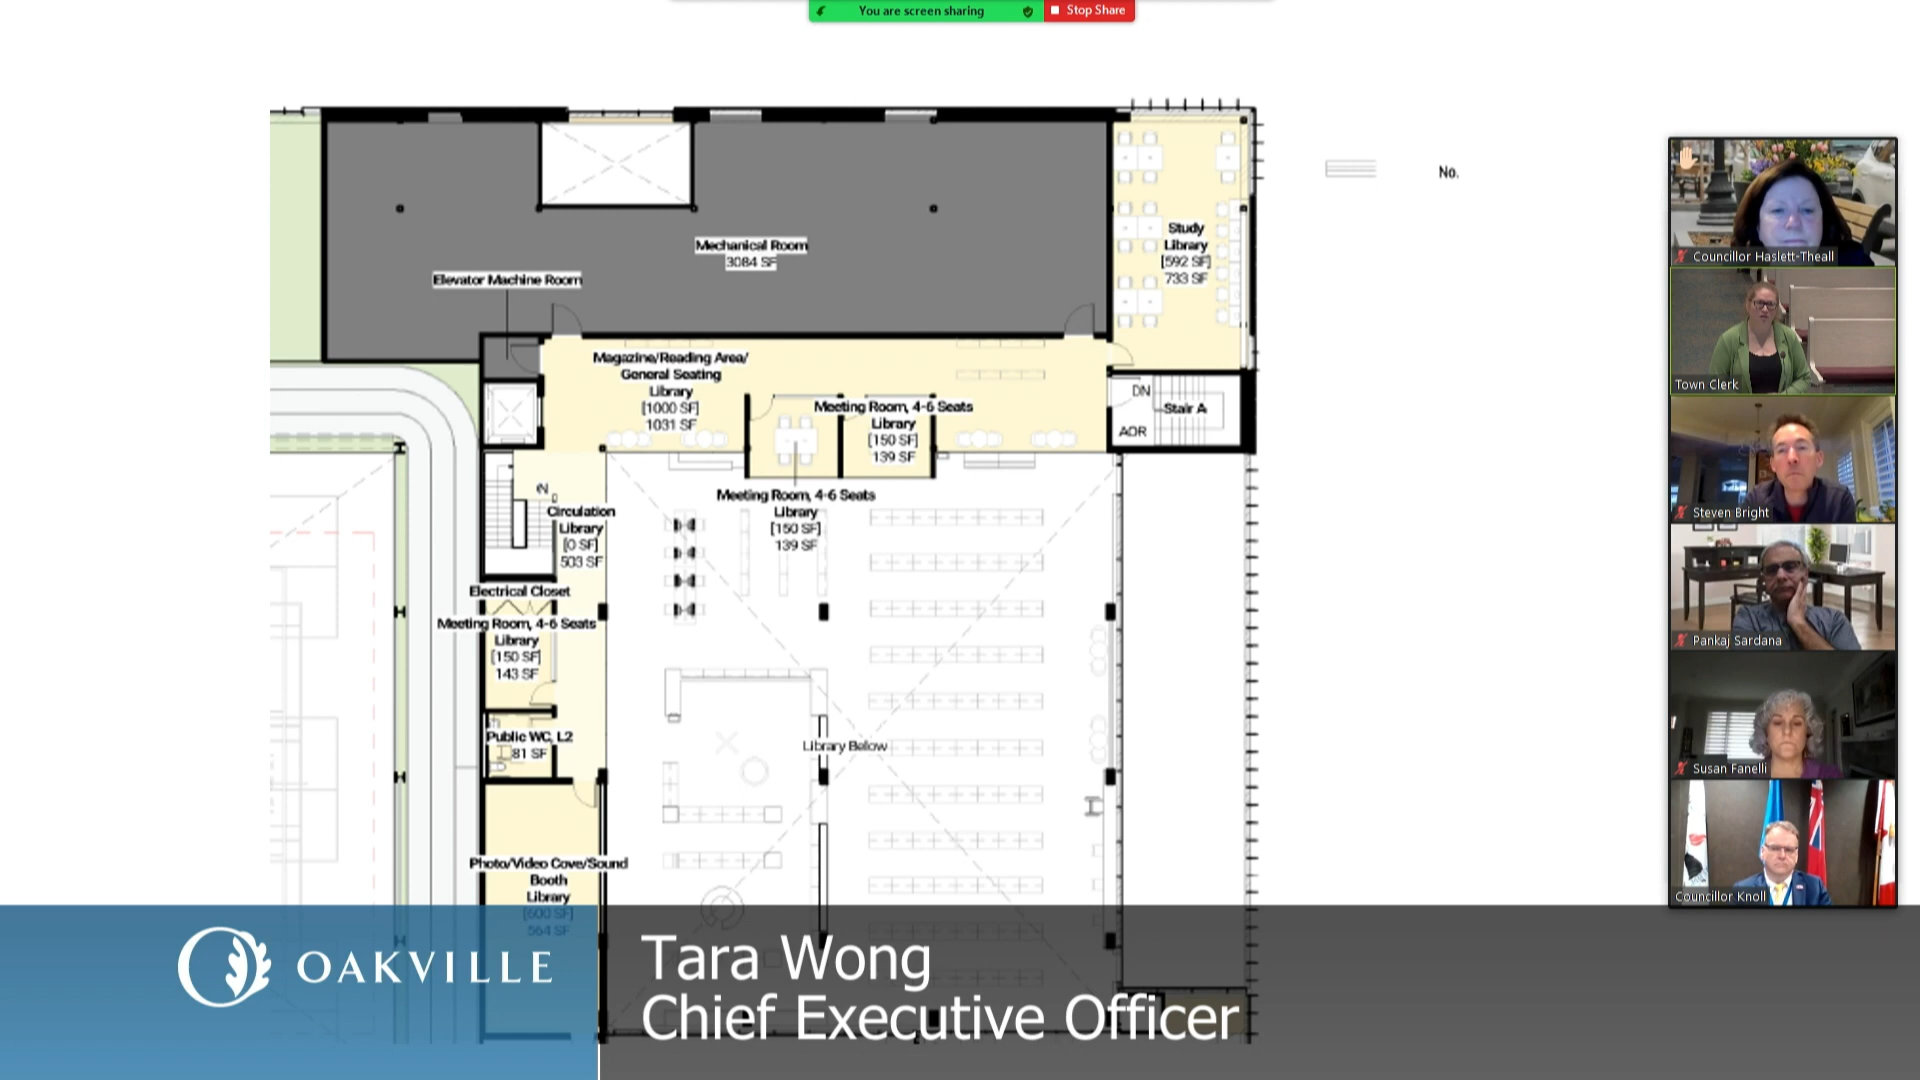 You are screen sharing
Stop Share
No.
Mechanical Room
3084 SF
Elevator Machine Room
Study
Library
[592 SF]
733 SF
Magazine/Reading Area/
General Seating
Library
[1000 SF]
1031 SF
Meeting Room, 4-6 Seats
Library
[150 SF]
139 SF
DN
Stair A
AOR
Meeting Room, 4-6 Seats
Library
[150 SF]
139 SF
Circulation
Library
[0 SF]
503 SF
Electrical Closet
Meeting Room, 4-6 Seats
Library
[150 SF]
143 SF
Public WC, L2
81 SF
Library Below
Photo/Video Cove/Sound
Booth
Library
[600 SF]
564 SF
Councillor Haslett-Theall
Town Clerk
Steven Bright
Pankaj Sardana
Susan Fanelli
Councillor Knoll
OAKVILLE
Tara Wong
Chief Executive Officer